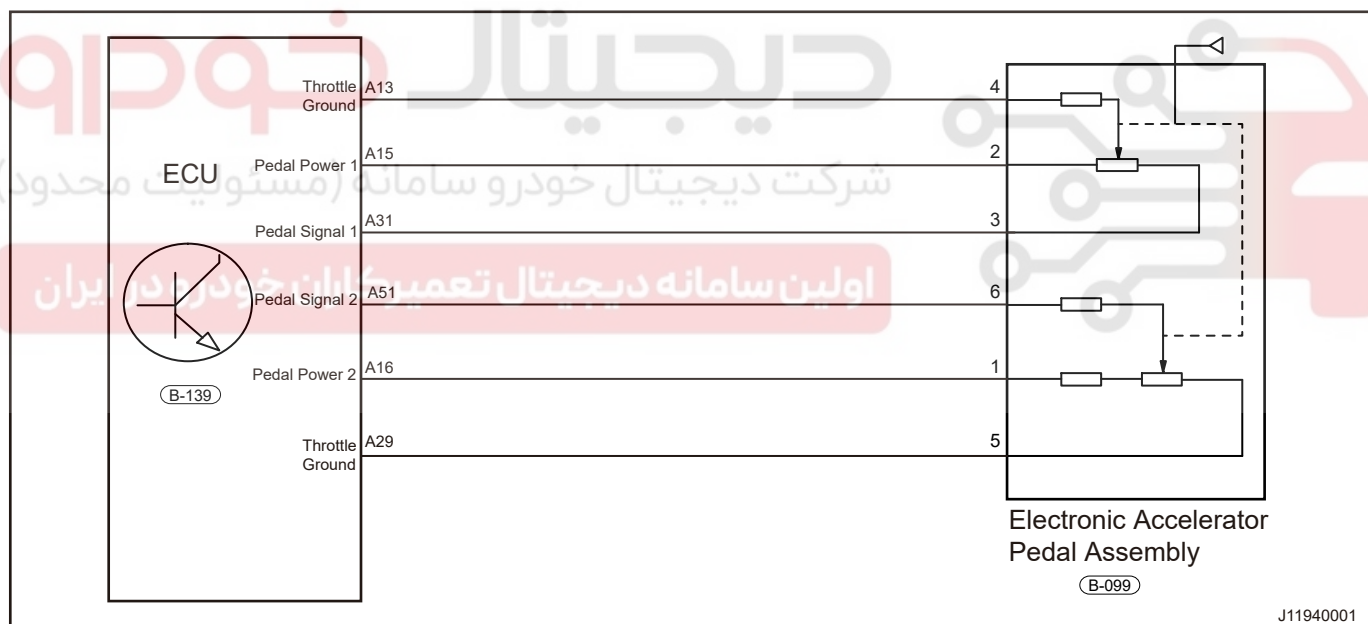 دیجیتال خودرو
شرکت دیجیتال خودرو سامانه (مسئولیت محدود)
اولین سامانه دیجیتال تعمیرکاران خودرو در ایران
ECU
B-139
Throttle
Ground
A13
4
Pedal Power 1
A15
2
Pedal Signal 1
A31
3
Pedal Signal 2
A51
6
Pedal Power 2
A16
1
Throttle
Ground
A29
5
Electronic Accelerator
Pedal Assembly
B-099
J11940001